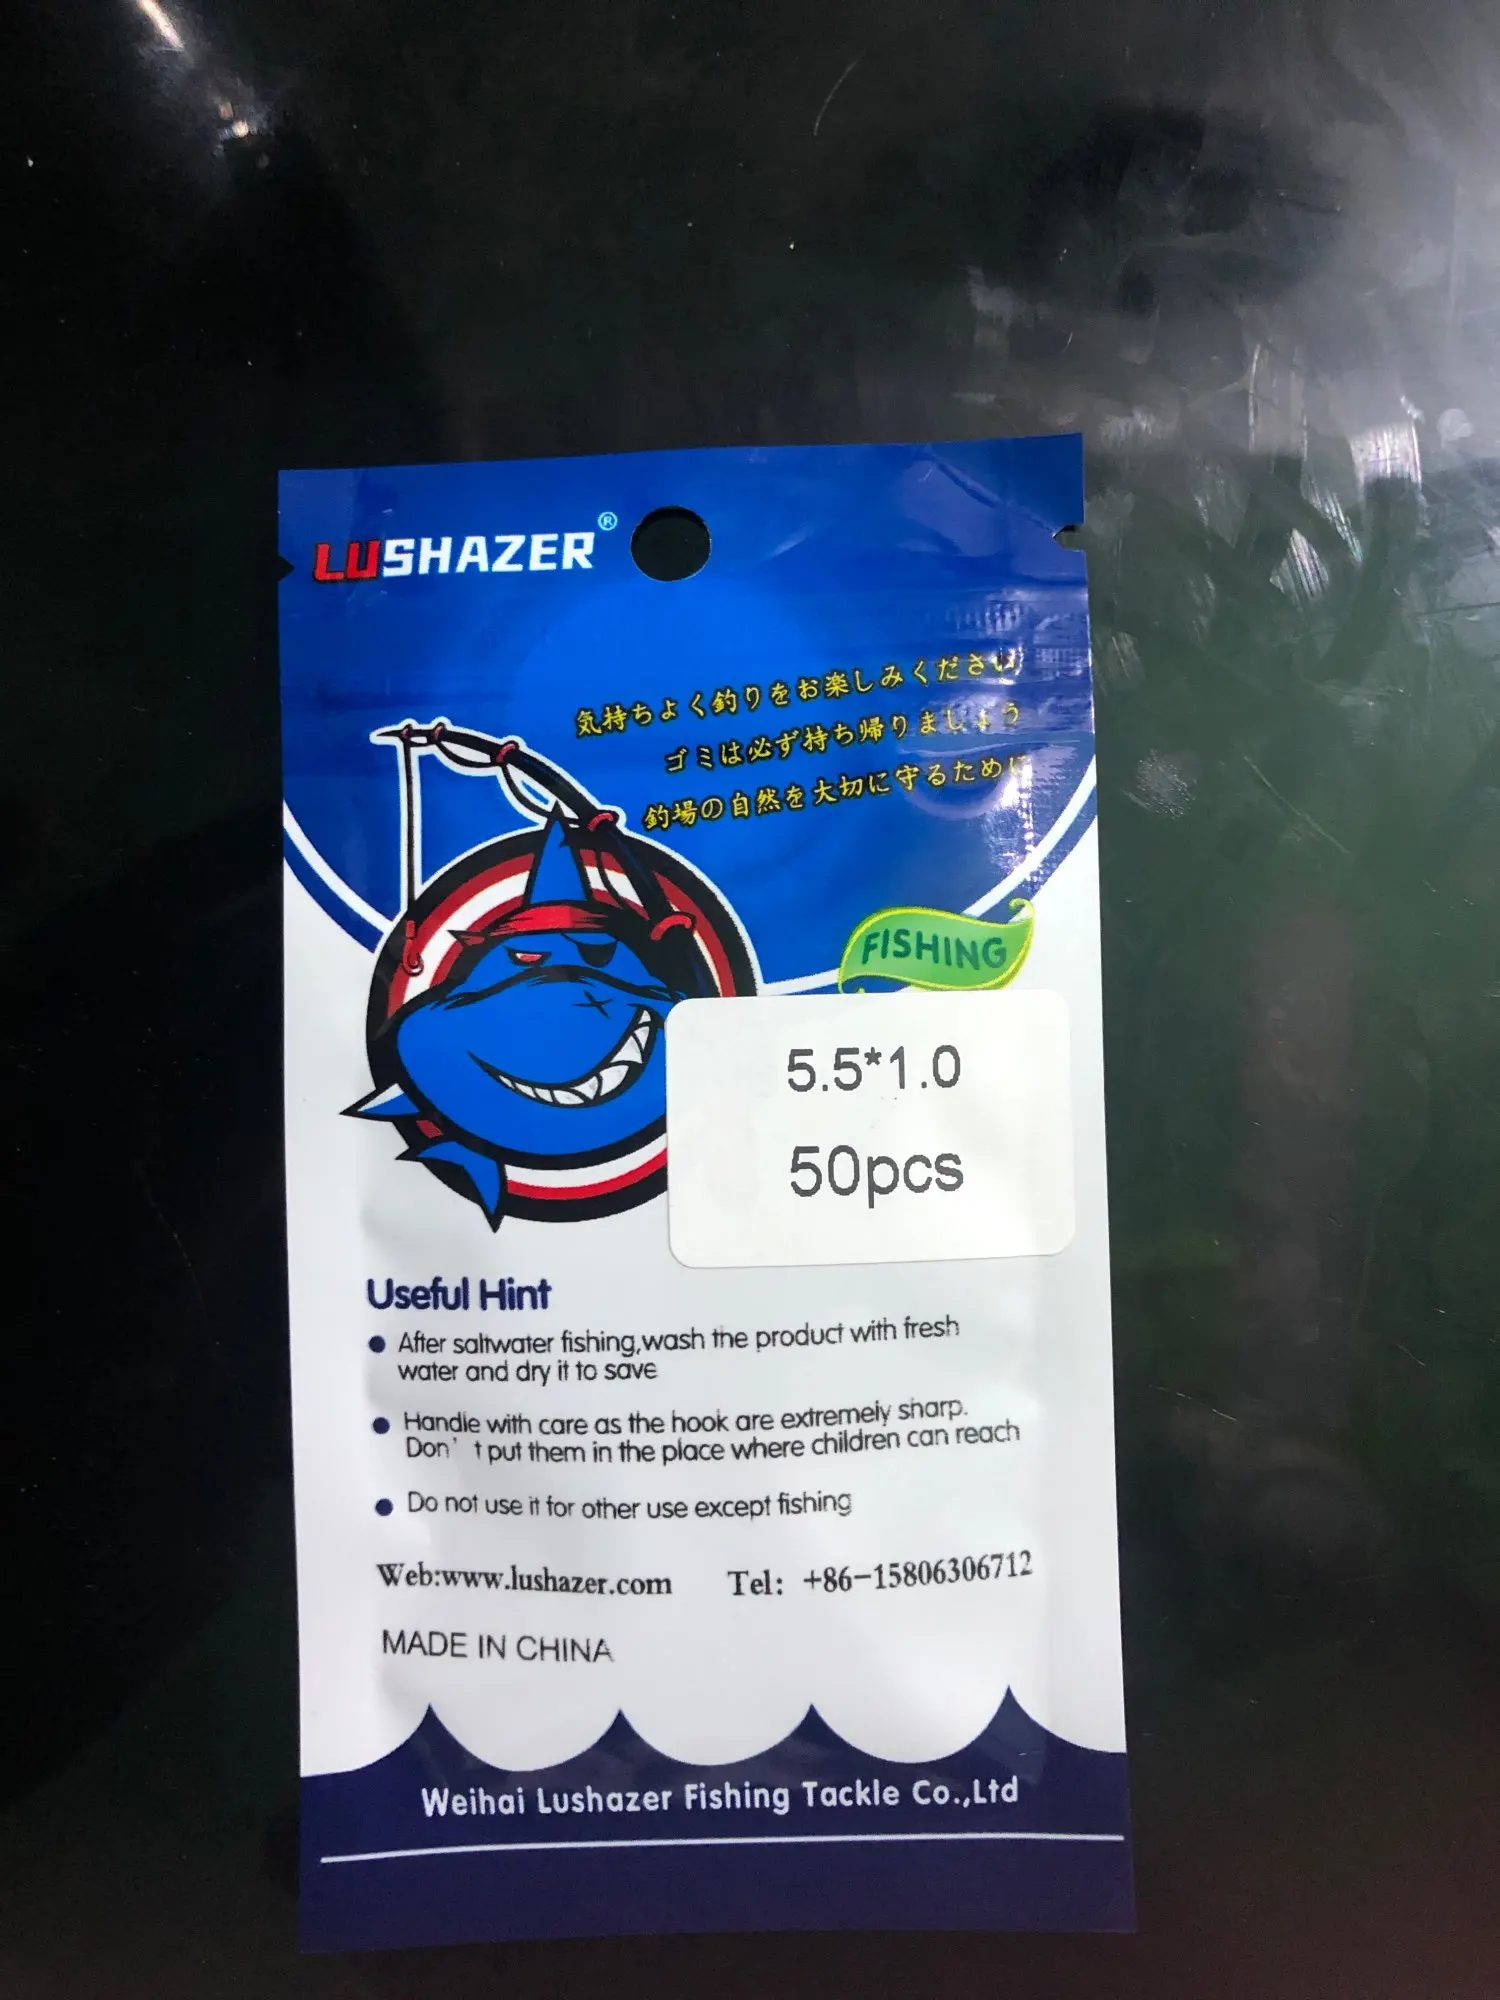 LUSHAZER®
気持ちよく釣りをお楽しみください
ゴミは必ず持ち帰りましょう
釣場の自然を大切に守るために
FISHING
5.5*1.0
50pcs
Useful Hint
● After saltwater fishing,wash the product with fresh
water and dry it to save
● Handle with care as the hook are extremely sharp.
Don't put them in the place where children can reach
● Do not use it for other use except fishing
Web:www.lushazer.com Tel: +86-15806306712
MADE IN CHINA
Weihai Lushazer Fishing Tackle Co.,Ltd